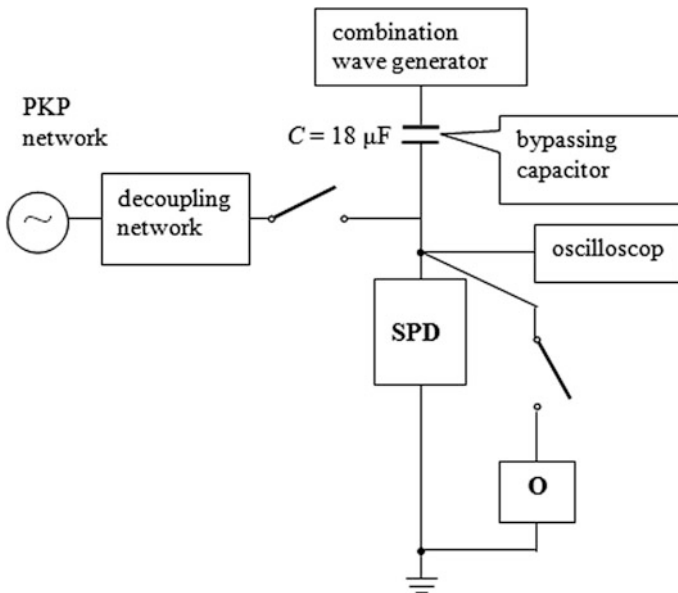 combination
wave generator
PKP
network
C = 18 µF
bypassing
capacitor
decoupling
network
oscilloscop
SPD
O